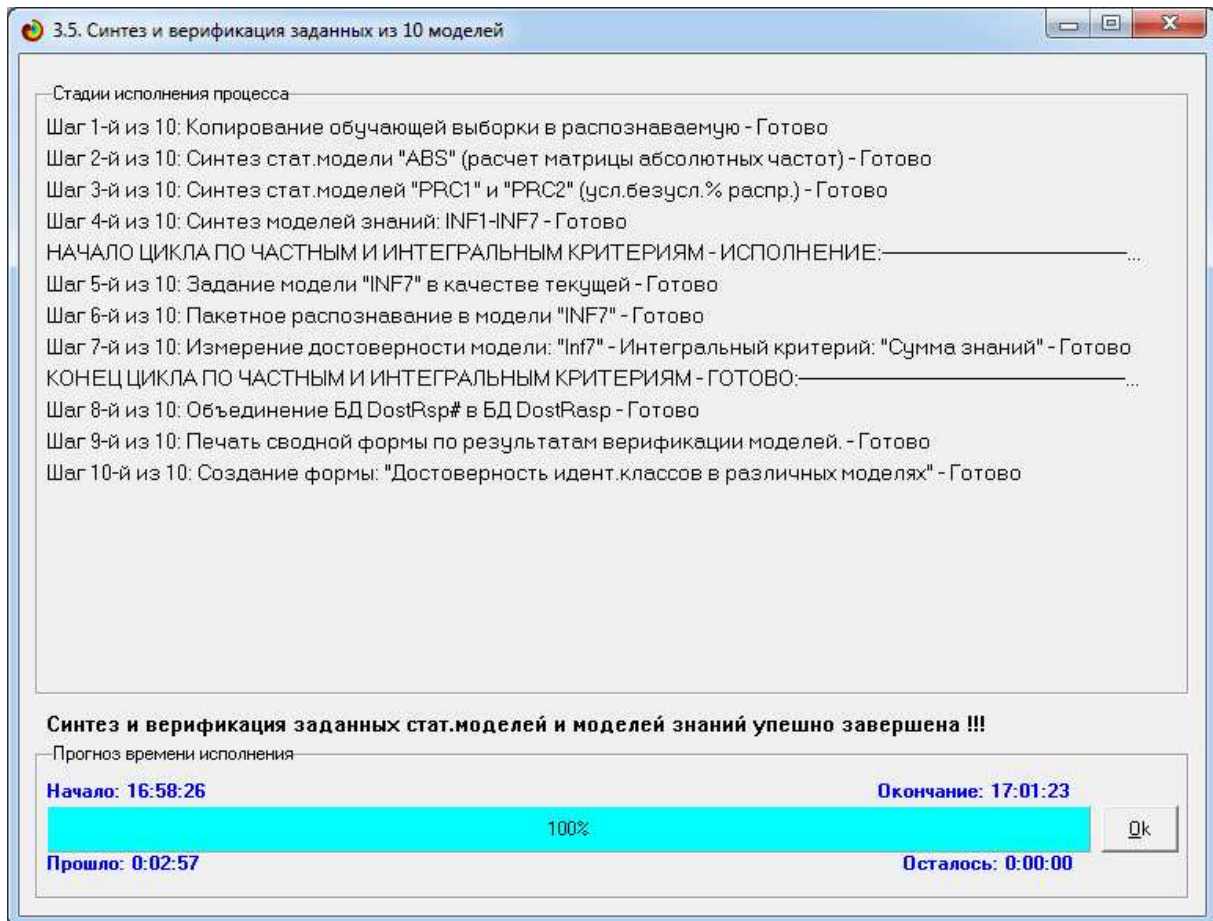 3.5. Синтез и верификация заданных из 10 моделей
Стадии исполнения процесса
Шаг 1-й из 10: Копирование обучающей выборки в распознаваемую - Готово
Шаг 2-й из 10: Синтез стат.модели "ABS" (расчет матрицы абсолютных частот) - Готово
Шаг 3-й из 10: Синтез стат.моделей "PRC1" и "PRC2" (усл.безусл.% распр.) - Готово
Шаг 4-й из 10: Синтез моделей знаний: INF1-INF7 - Готово
НАЧАЛО ЦИКЛА ПО ЧАСТНЫМ И ИНТЕГРАЛЬНЫМ КРИТЕРИЯМ - ИСПОЛНЕНИЕ:————————————...
Шаг 5-й из 10: Задание модели "INF7" в качестве текущей - Готово
Шаг 6-й из 10: Пакетное распознавание в модели "INF7" - Готово
Шаг 7-й из 10: Измерение достоверности модели: "Inf7" - Интегральный критерий: "Сумма знаний" - Готово
КОНЕЦ ЦИКЛА ПО ЧАСТНЫМ И ИНТЕГРАЛЬНЫМ КРИТЕРИЯМ - ГОТОВО:————————————...
Шаг 8-й из 10: Объединение БД DostRsp# в БД DostRasp - Готово
Шаг 9-й из 10: Печать сводной формы по результатам верификации моделей. - Готово
Шаг 10-й из 10: Создание формы: "Достоверность идент.классов в различных моделях" - Готово
Синтез и верификация заданных стат.моделей и моделей знаний упешно завершена !!!
Прогноз времени исполнения
Начало: 16:58:26 Окончание: 17:01:23
100% Ok
Прошло: 0:02:57 Осталось: 0:00:00